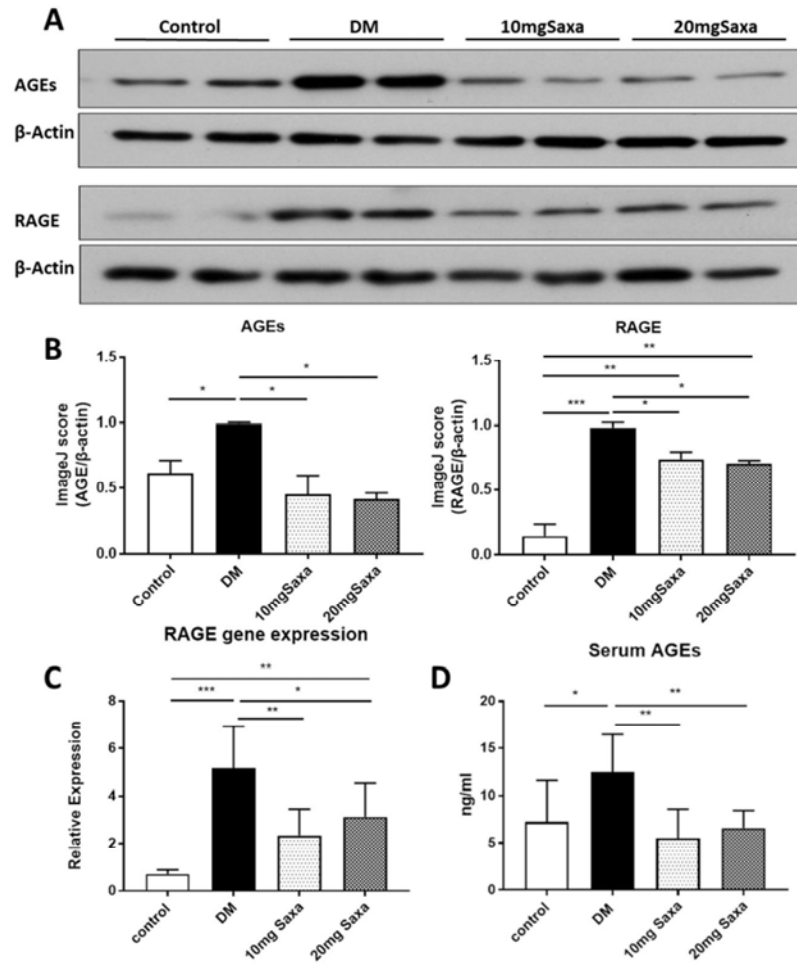 A
Control DM 10mgSaxa 20mgSaxa
AGEs
β-Actin
RAGE
β-Actin
B
AGEs
ImageJ score
(AGE/β-actin)
1.5
1.0
0.5
0.0
* * *
Control DM 10mgSaxa 20mgSaxa
RAGE
ImageJ score
(RAGE/β-actin)
1.5
1.0
0.5
0.0
**
**
*
*** *
Control DM 10mgSaxa 20mgSaxa
C
RAGE gene expression
Relative Expression
8
6
4
2
0
**
*** *
**
control DM 10mg Saxa 20mg Saxa
D
Serum AGEs
ng/ml
20
15
10
5
0
* **
**
control DM 10mg Saxa 20mg Saxa